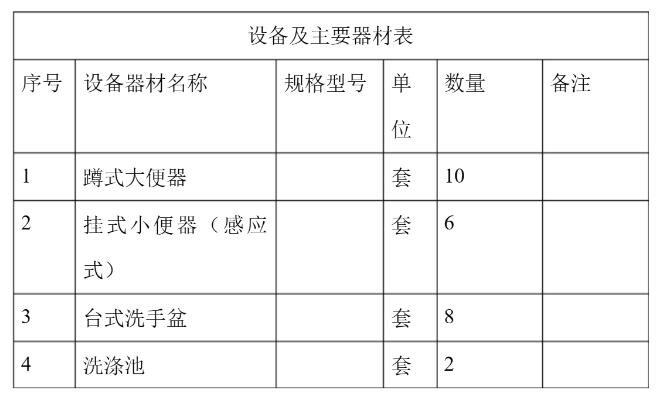 设备及主要器材表
序号 设备器材名称 规格型号 单位 数量 备注
1 蹲式大便器 套 10
2 挂式小便器（感应式） 套 6
3 台式洗手盆 套 8
4 洗涤池 套 2